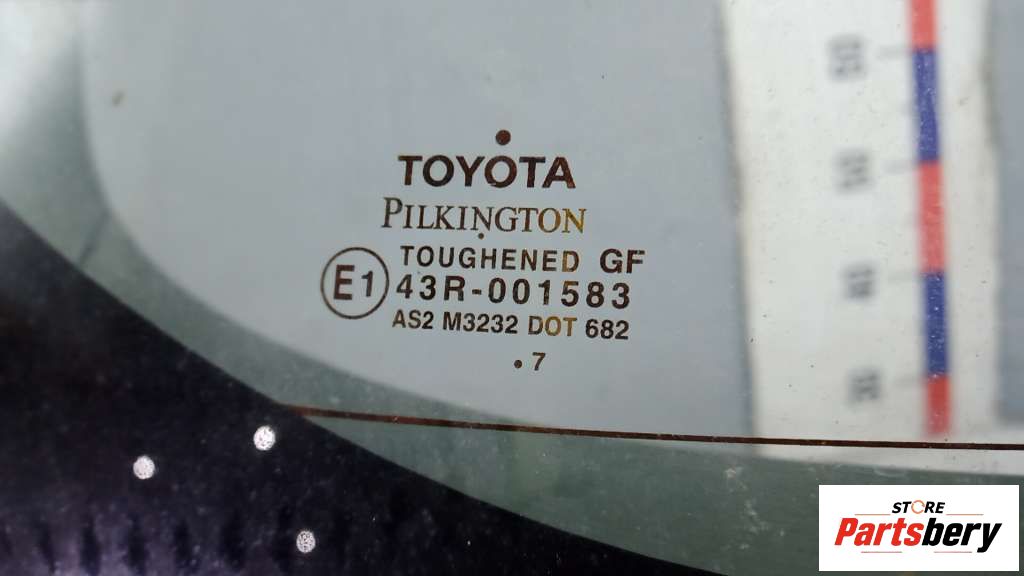 TOYOTA
PILKINGTON
TOUGHENED GF
E1 43R-001583
AS2 M3232 DOT 682
.7
STORE
Partsbery